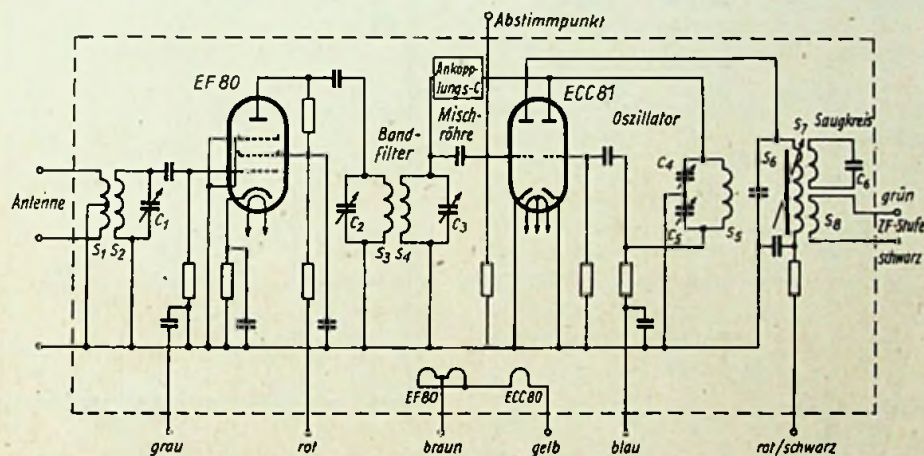 Abstimmpunkt
EF 80
Ankopp-
lungs-C
ECC 81
Misch-
röhre
Oszillator
Band-
Filter
S7
Saugkreis
S6
C4
C6
grün
Antenne
C1
C2
C3
C5
S5
S8
ZF-Stufe
S1 S2
S3 S4
schwarz
EF80
ECC80
grau
rot
braun
gelb
blau
rot/schwarz